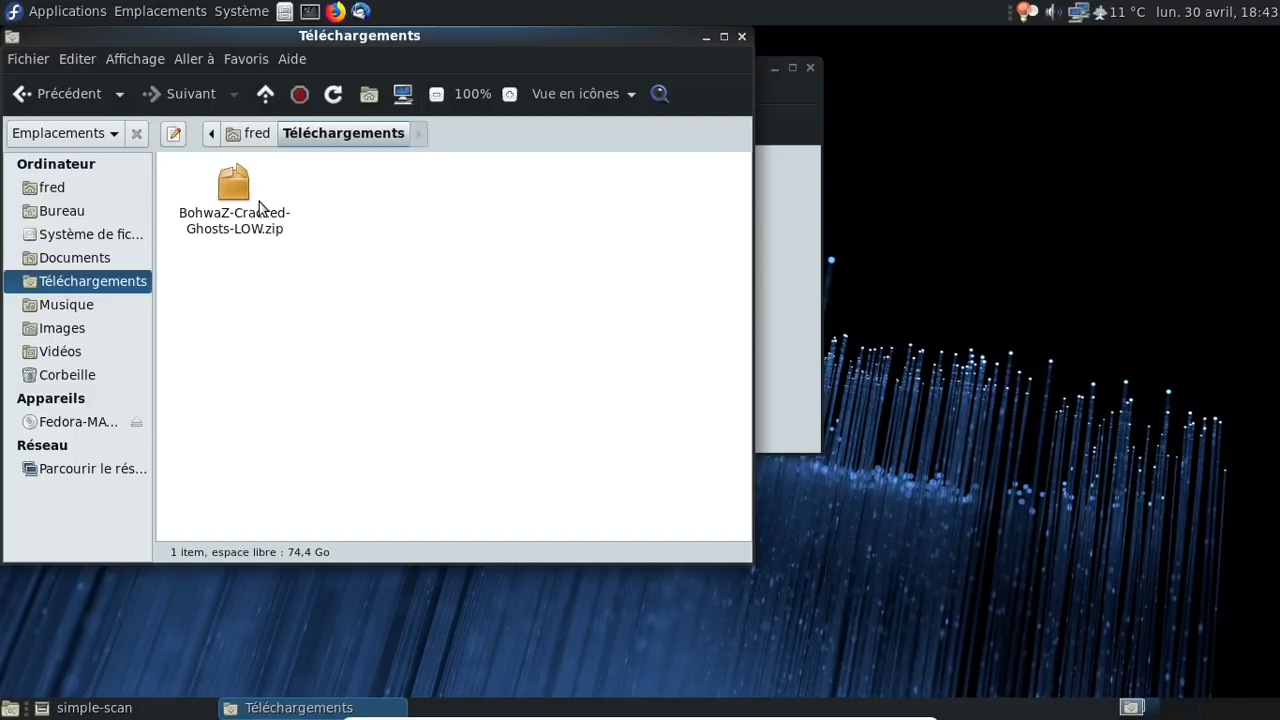 Applications Emplacements Système 11 °C lun. 30 avril, 18:43
Téléchargements
Fichier Editer Affichage Aller à Favoris Aide
Précédent Suivant 100% Vue en icônes
Emplacements fred Téléchargements
Ordinateur
fred
Bureau
Système de fic...
Documents
Téléchargements
Musique
Images
Vidéos
Corbeille
Appareils
Fedora-MA...
Réseau
Parcourir le rés...
BohwaZ-Cracked-
Ghosts-LOW.zip
1 item, espace libre : 74,4 Go
simple-scan Téléchargements